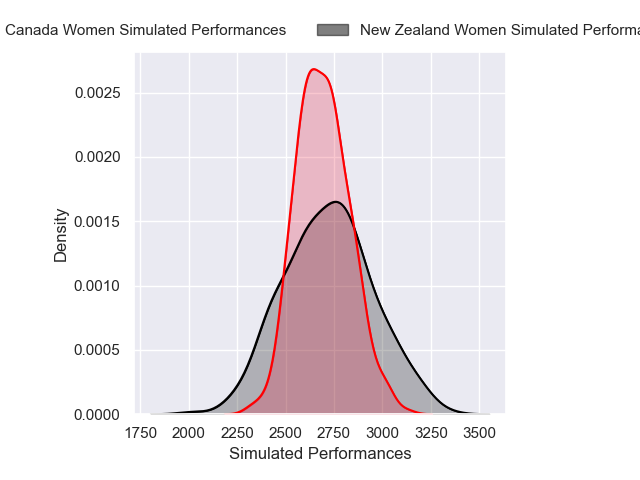 Canada Women Simulated Performances
New Zealand Women Simulated
0.0025
0.0020
0.0015
0.0010
0.0005
0.0000
Density
1750 2000 2250 2500 2750 3000 3250 3500
Simulated Performances